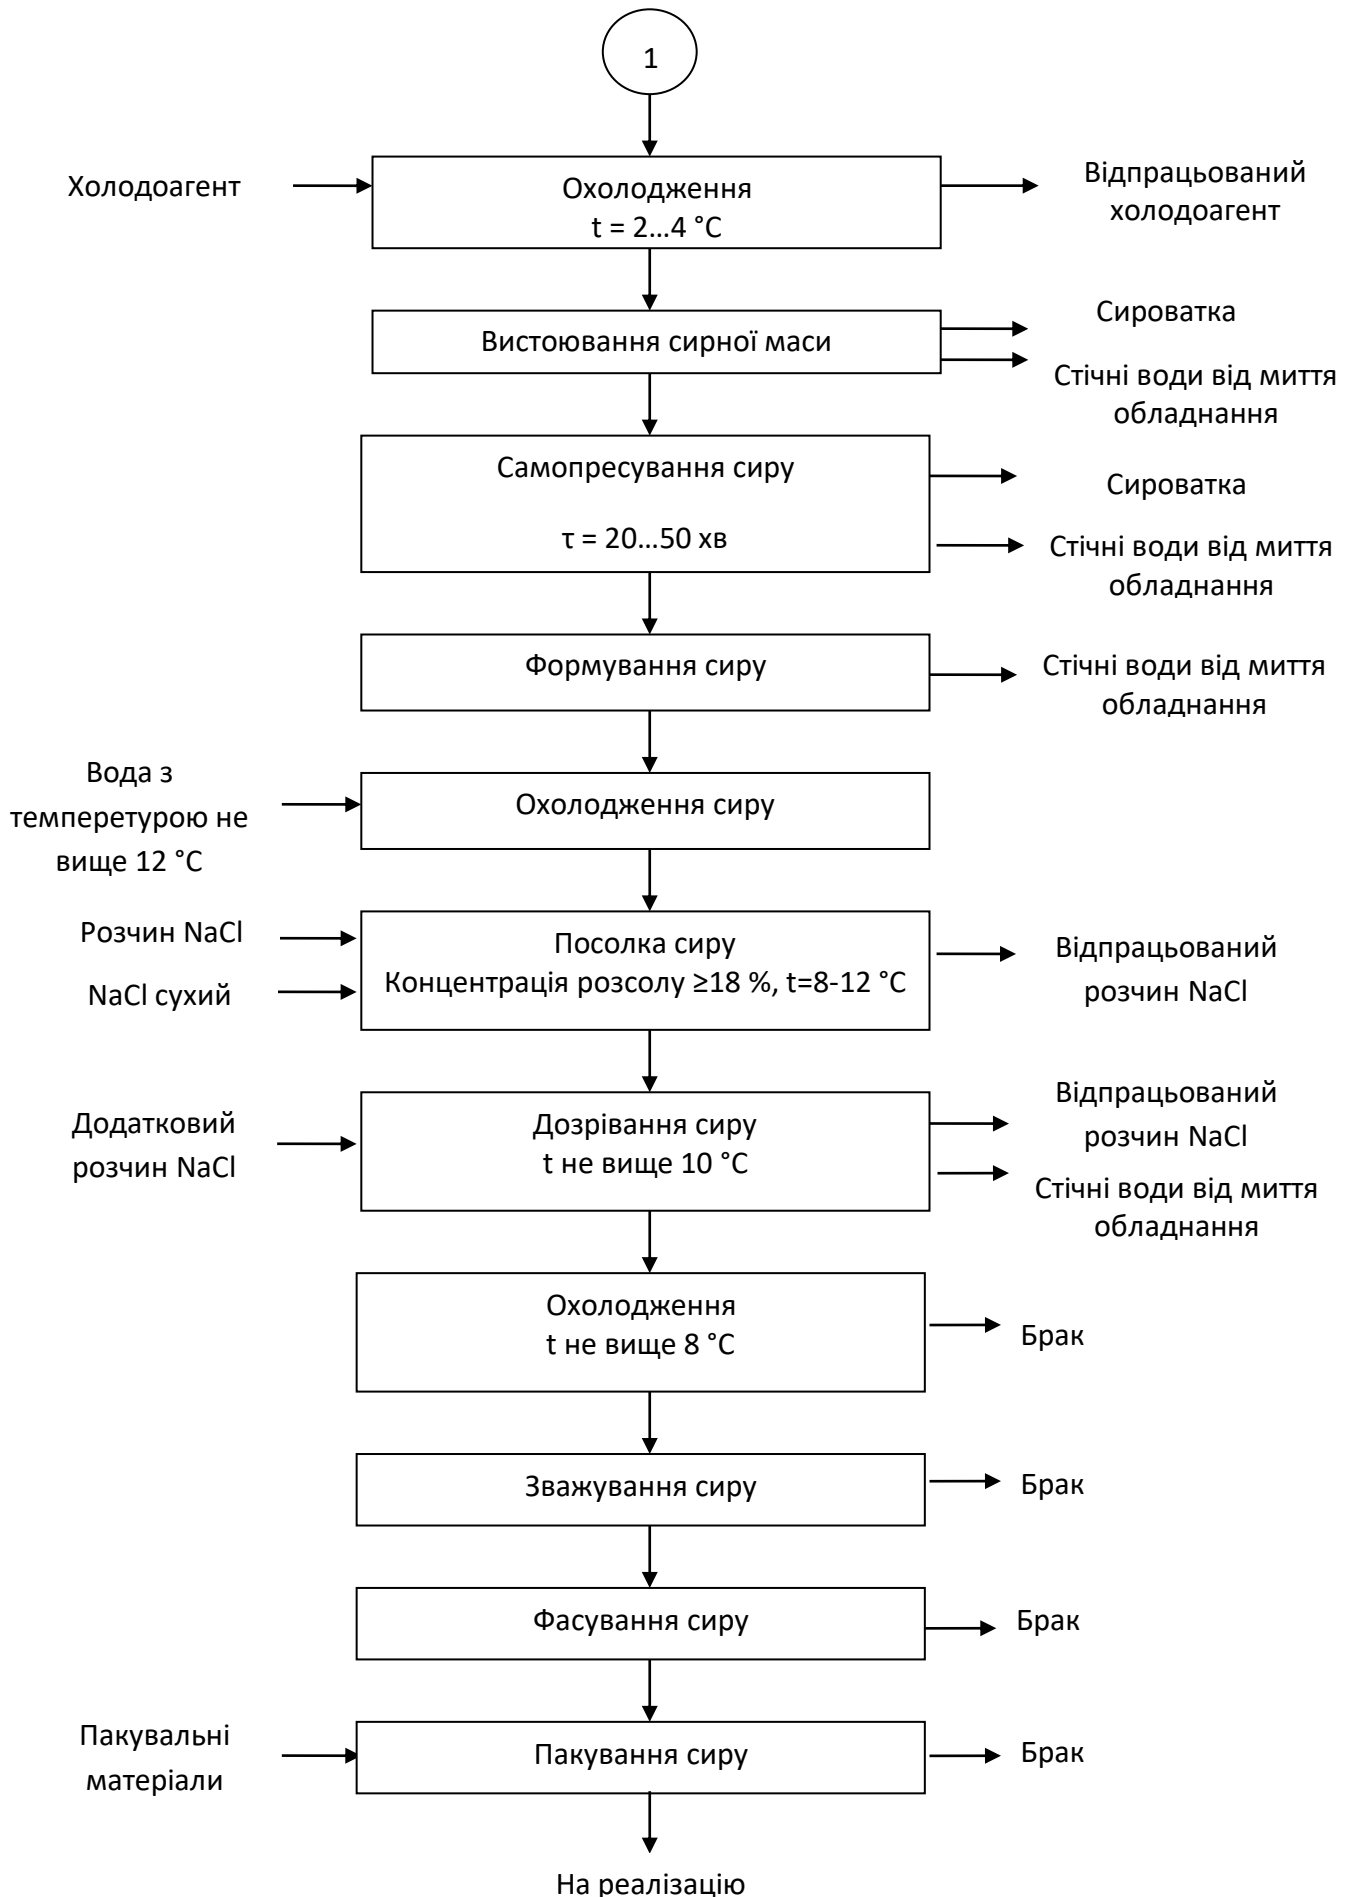 1
Холодоагент
Охолодження
t = 2...4 °С
Відпрацьований
холодоагент
Вистоювання сирної маси
Сироватка
Стічні води від миття
обладнання
Самопресування сиру
τ = 20...50 хв
Сироватка
Стічні води від миття
обладнання
Формування сиру
Стічні води від миття
обладнання
Вода з
темперетурою не
вище 12 °С
Охолодження сиру
Розчин NaCl
NaCl сухий
Посолка сиру
Концентрація розсолу ≥18 %, t=8-12 °С
Відпрацьований
розчин NaCl
Додатковий
розчин NaCl
Дозрівання сиру
t не вище 10 °С
Відпрацьований
розчин NaCl
Стічні води від миття
обладнання
Охолодження
t не вище 8 °С
Брак
Зважування сиру
Брак
Фасування сиру
Брак
Пакувальні
матеріали
Пакування сиру
Брак
На реалізацію